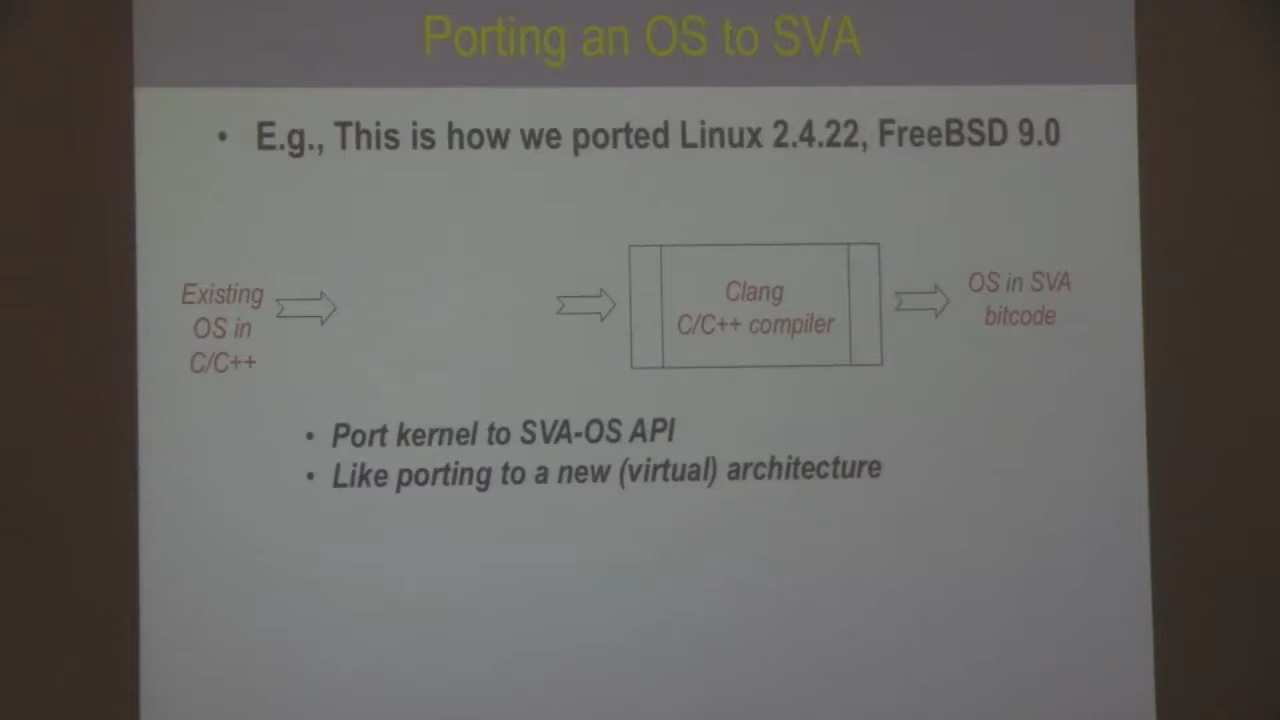 Porting an OS to SVA
• E.g., This is how we ported Linux 2.4.22, FreeBSD 9.0
Existing
OS in
C/C++
Clang
C/C++ compiler
OS in SVA
bitcode
• Port kernel to SVA-OS API
• Like porting to a new (virtual) architecture